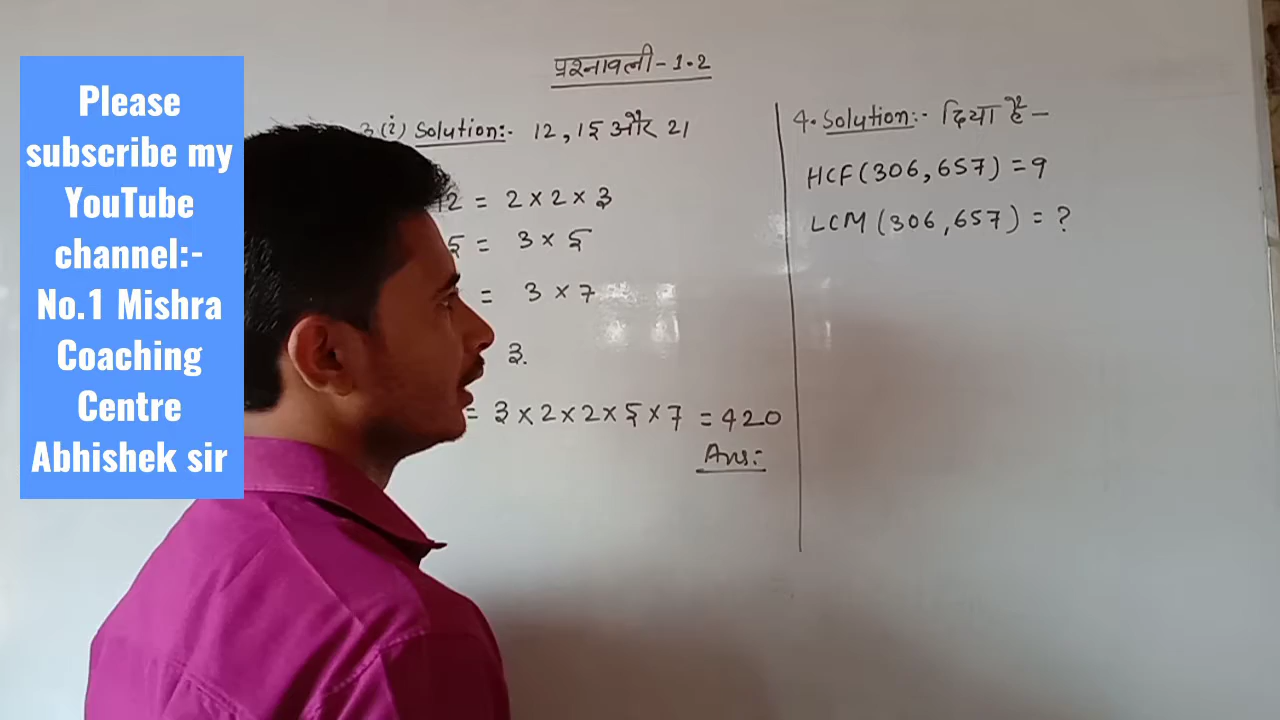 Please
subscribe my
YouTube
channel:-
No.1 Mishra
Coaching
Centre
Abhishek sir
प्रश्नावली - 1.2
3 (i) Solution:- 12, 15 और 21
12 = 2 × 2 × 3
5 = 3 × 5
= 3 × 7
3.
= 3 × 2 × 2 × 5 × 7 = 420
Ans:
4. Solution:- दिया है –
HCF (306, 657) = 9
LCM (306, 657) = ?